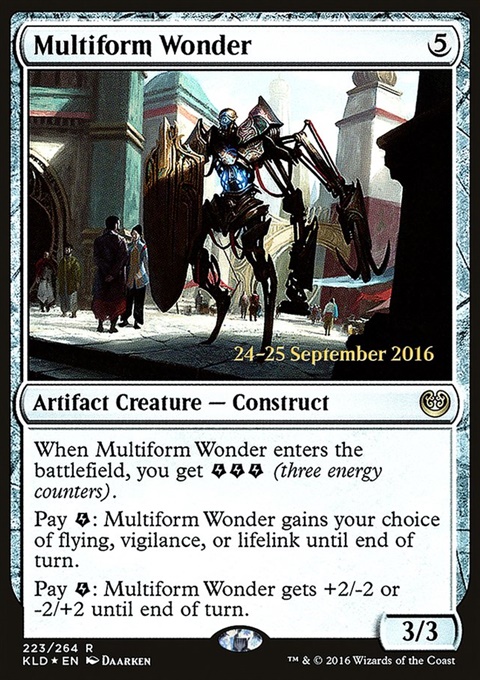 Multiform Wonder 5
24–25 September 2016
Artifact Creature — Construct
When Multiform Wonder enters the
battlefield, you get (three energy
counters).
Pay : Multiform Wonder gains your choice
of flying, vigilance, or lifelink until end of
turn.
Pay : Multiform Wonder gets +2/-2 or
-2/+2 until end of turn.
3/3
223/264 R
KLD ★ EN Daarken
™ & © 2016 Wizards of the Coast